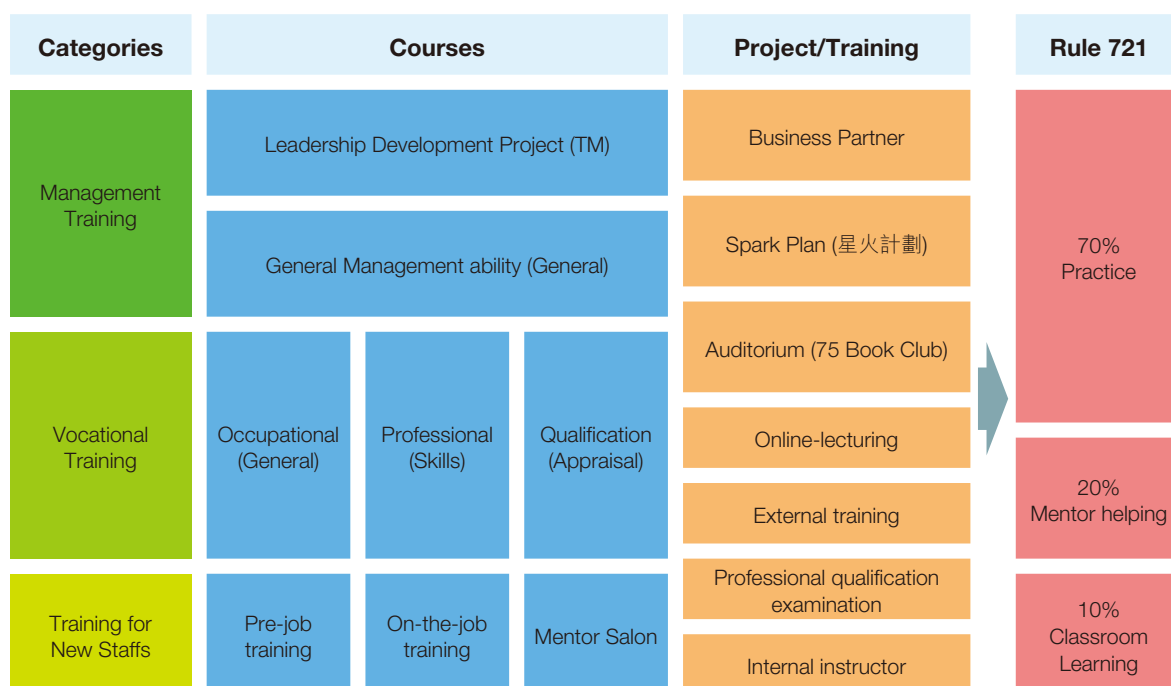 Categories
Courses
Project/Training
Rule 721
Management
Training
Leadership Development Project (TM)
General Management ability (General)
Vocational
Training
Occupational
(General)
Professional
(Skills)
Qualification
(Appraisal)
Training for
New Staffs
Pre-job
training
On-the-job
training
Mentor Salon
Business Partner
Spark Plan (星火計劃)
Auditorium (75 Book Club)
Online-lecturing
External training
Professional qualification
examination
Internal instructor
70%
Practice
20%
Mentor helping
10%
Classroom
Learning